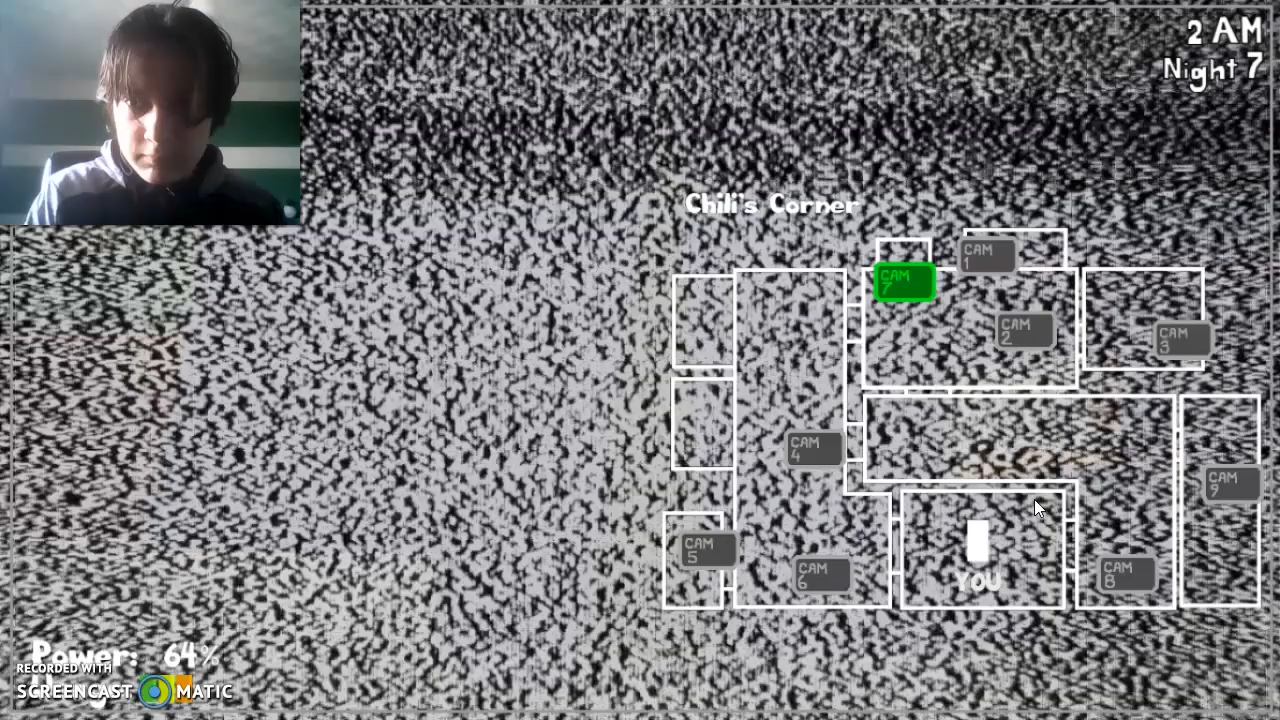 2 AM
Night 7
Chili's Corner
CAM
1
CAM
7
CAM
2
CAM
3
CAM
4
CAM
9
CAM
5
CAM
6
YOU
CAM
8
Power: 64%
RECORDED WITH
SCREENCAST MATIC